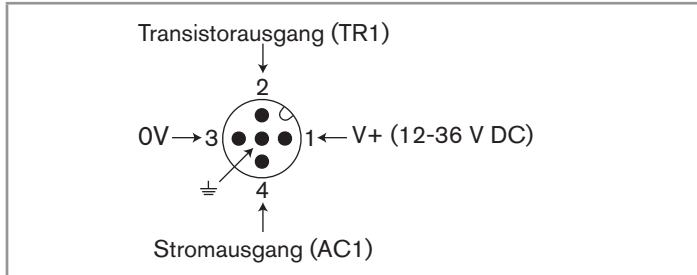 Transistorausgang (TR1)
2
0V 3 1 V+ (12-36 V DC)
4
Stromausgang (AC1)